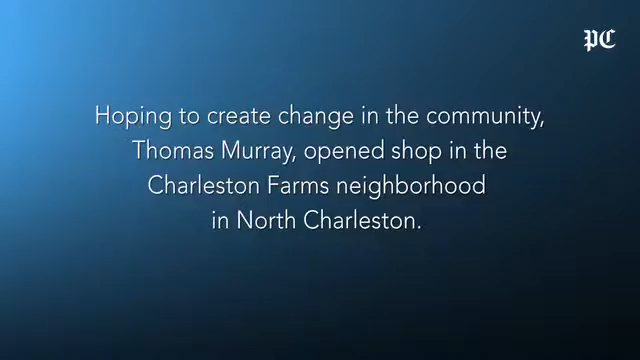 PC
Hoping to create change in the community,
Thomas Murray, opened shop in the
Charleston Farms neighborhood
in North Charleston.